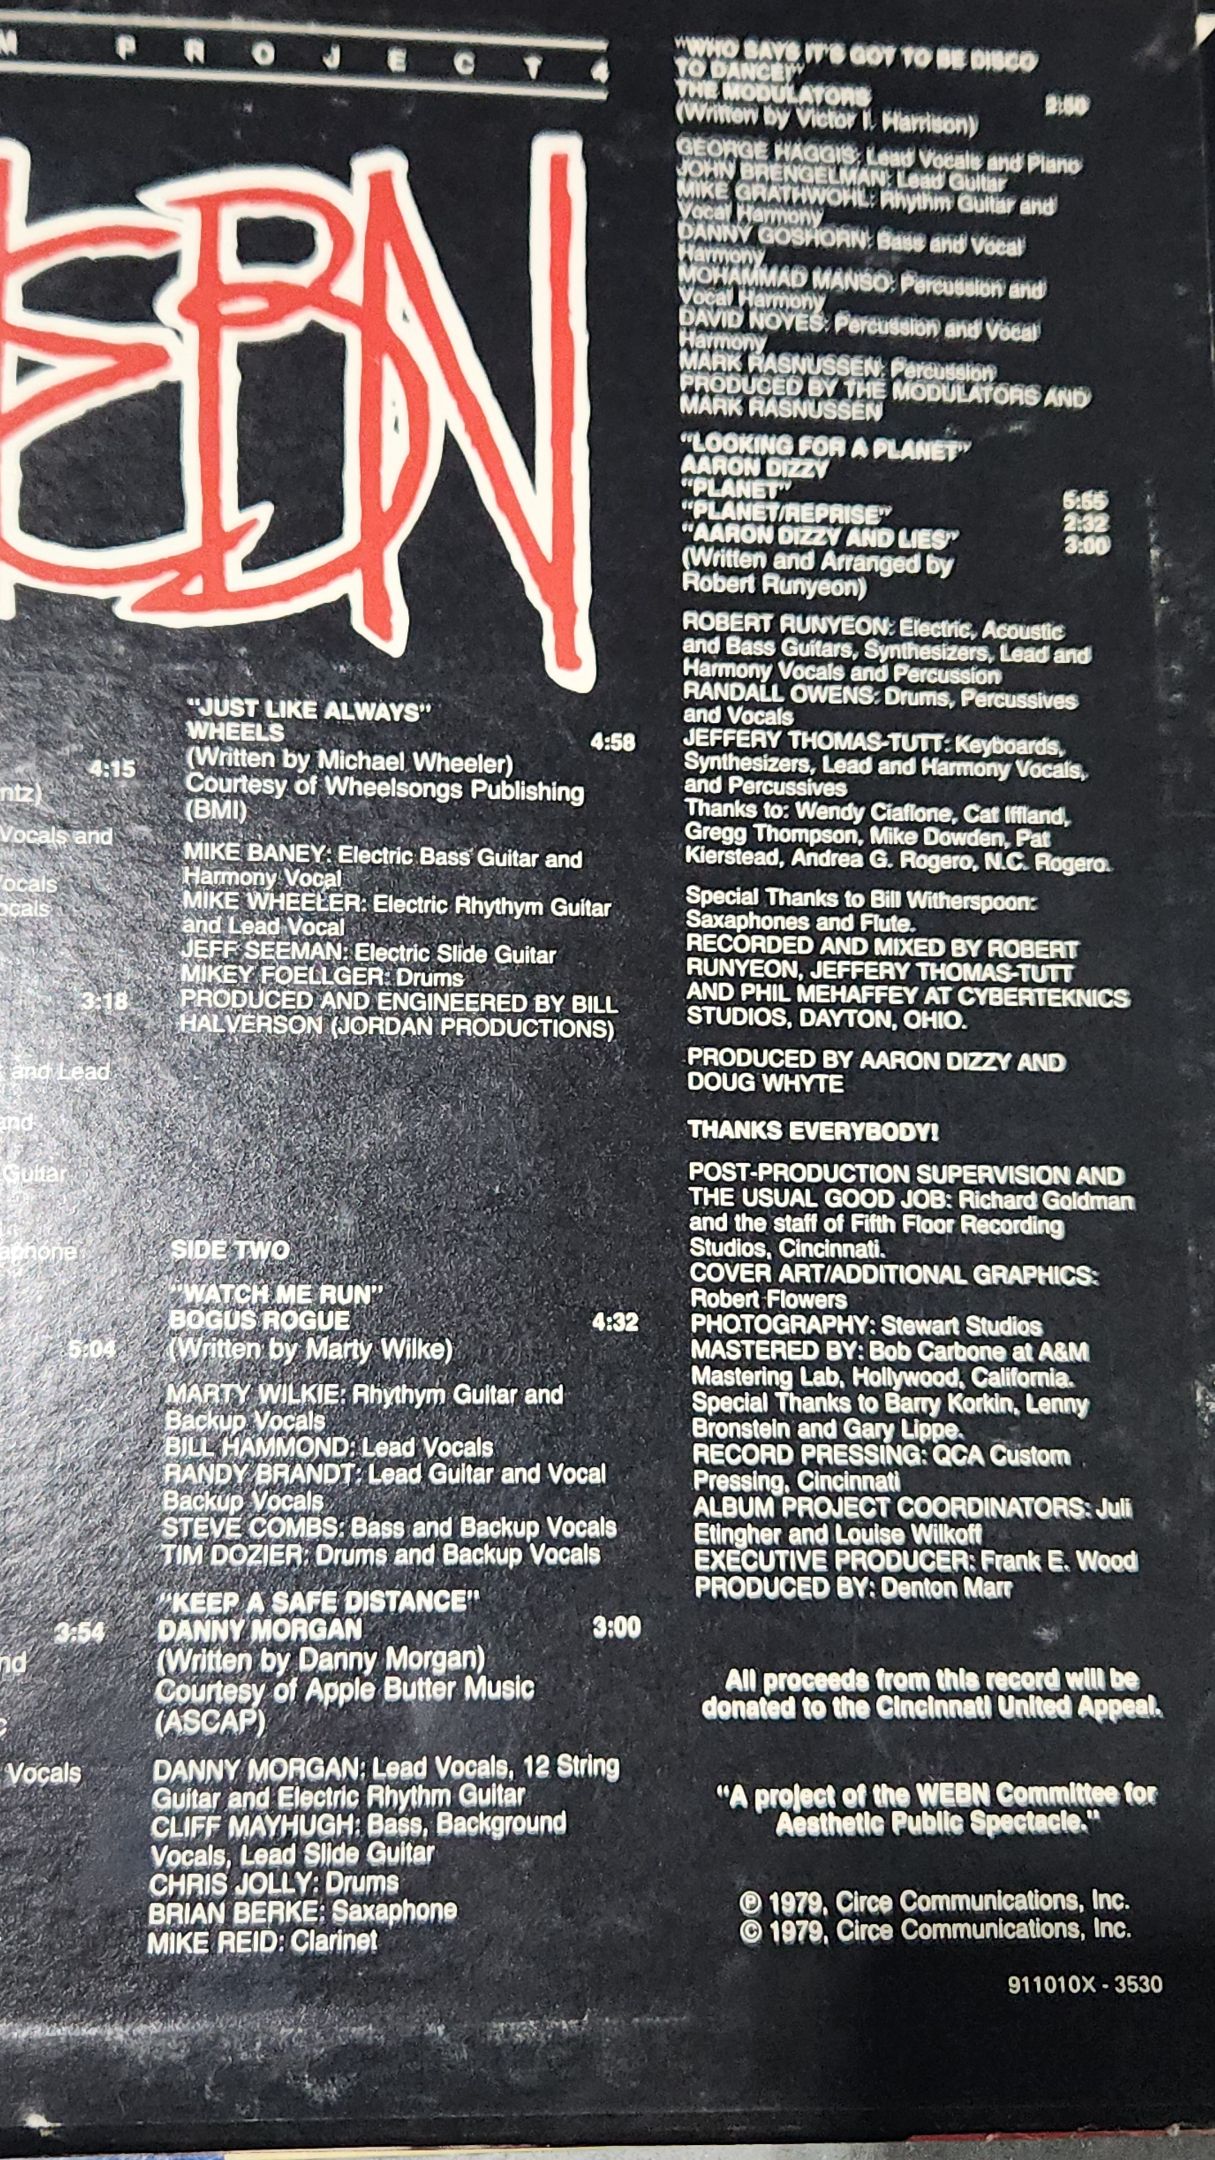 M PROJECT 4
EBN
4:15
ntz)
Vocals and
ocals
ocals
3:18
and Lead
and
Guitar
aphone
5:04
3:54
nd
Vocals
"JUST LIKE ALWAYS"
WHEELS 4:58
(Written by Michael Wheeler)
Courtesy of Wheelsongs Publishing
(BMI)
MIKE BANEY: Electric Bass Guitar and
Harmony Vocal
MIKE WHEELER: Electric Rhythym Guitar
and Lead Vocal
JEFF SEEMAN: Electric Slide Guitar
MIKEY FOELLGER: Drums
PRODUCED AND ENGINEERED BY BILL
HALVERSON (JORDAN PRODUCTIONS)
SIDE TWO
"WATCH ME RUN"
BOGUS ROGUE 4:32
(Written by Marty Wilke)
MARTY WILKIE: Rhythym Guitar and
Backup Vocals
BILL HAMMOND: Lead Vocals
RANDY BRANDT: Lead Guitar and Vocal
Backup Vocals
STEVE COMBS: Bass and Backup Vocals
TIM DOZIER: Drums and Backup Vocals
"KEEP A SAFE DISTANCE"
DANNY MORGAN 3:00
(Written by Danny Morgan)
Courtesy of Apple Butter Music
(ASCAP)
DANNY MORGAN: Lead Vocals, 12 String
Guitar and Electric Rhythm Guitar
CLIFF MAYHUGH: Bass, Background
Vocals, Lead Slide Guitar
CHRIS JOLLY: Drums
BRIAN BERKE: Saxaphone
MIKE REID: Clarinet
"WHO SAYS IT'S GOT TO BE DISCO
TO DANCE!"
THE MODULATORS 2:50
(Written by Victor I. Harrison)
GEORGE HAGGIS: Lead Vocals and Piano
JOHN BRENGELMAN: Lead Guitar
MIKE GRATHWOHL: Rhythm Guitar and
Vocal Harmony
DANNY GOSHORN: Bass and Vocal
Harmony
MOHAMMAD MANSO: Percussion and
Vocal Harmony
DAVID NOYES: Percussion and Vocal
Harmony
MARK RASNUSSEN: Percussion
PRODUCED BY THE MODULATORS AND
MARK RASNUSSEN
"LOOKING FOR A PLANET"
AARON DIZZY
"PLANET" 5:55
"PLANET/REPRISE" 2:32
"AARON DIZZY AND LIES" 3:00
(Written and Arranged by
Robert Runyeon)
ROBERT RUNYEON: Electric, Acoustic
and Bass Guitars, Synthesizers, Lead and
Harmony Vocals and Percussion
RANDALL OWENS: Drums, Percussives
and Vocals
JEFFERY THOMAS-TUTT: Keyboards,
Synthesizers, Lead and Harmony Vocals,
and Percussives
Thanks to: Wendy Ciafione, Cat Iffland,
Gregg Thompson, Mike Dowden, Pat
Kierstead, Andrea G. Rogero, N.C. Rogero.
Special Thanks to Bill Witherspoon:
Saxaphones and Flute.
RECORDED AND MIXED BY ROBERT
RUNYEON, JEFFERY THOMAS-TUTT
AND PHIL MEHAFFEY AT CYBERTEKNICS
STUDIOS, DAYTON, OHIO.
PRODUCED BY AARON DIZZY AND
DOUG WHYTE
THANKS EVERYBODY!
POST-PRODUCTION SUPERVISION AND
THE USUAL GOOD JOB: Richard Goldman
and the staff of Fifth Floor Recording
Studios, Cincinnati.
COVER ART/ADDITIONAL GRAPHICS:
Robert Flowers
PHOTOGRAPHY: Stewart Studios
MASTERED BY: Bob Carbone at A&M
Mastering Lab, Hollywood, California.
Special Thanks to Barry Korkin, Lenny
Bronstein and Gary Lippe.
RECORD PRESSING: QCA Custom
Pressing, Cincinnati
ALBUM PROJECT COORDINATORS: Juli
Etingher and Louise Wilkoff
EXECUTIVE PRODUCER: Frank E. Wood
PRODUCED BY: Denton Marr
All proceeds from this record will be
donated to the Cincinnati United Appeal.
"A project of the WEBN Committee for
Aesthetic Public Spectacle."
℗ 1979, Circe Communications, Inc.
© 1979, Circe Communications, Inc.
911010X - 3530